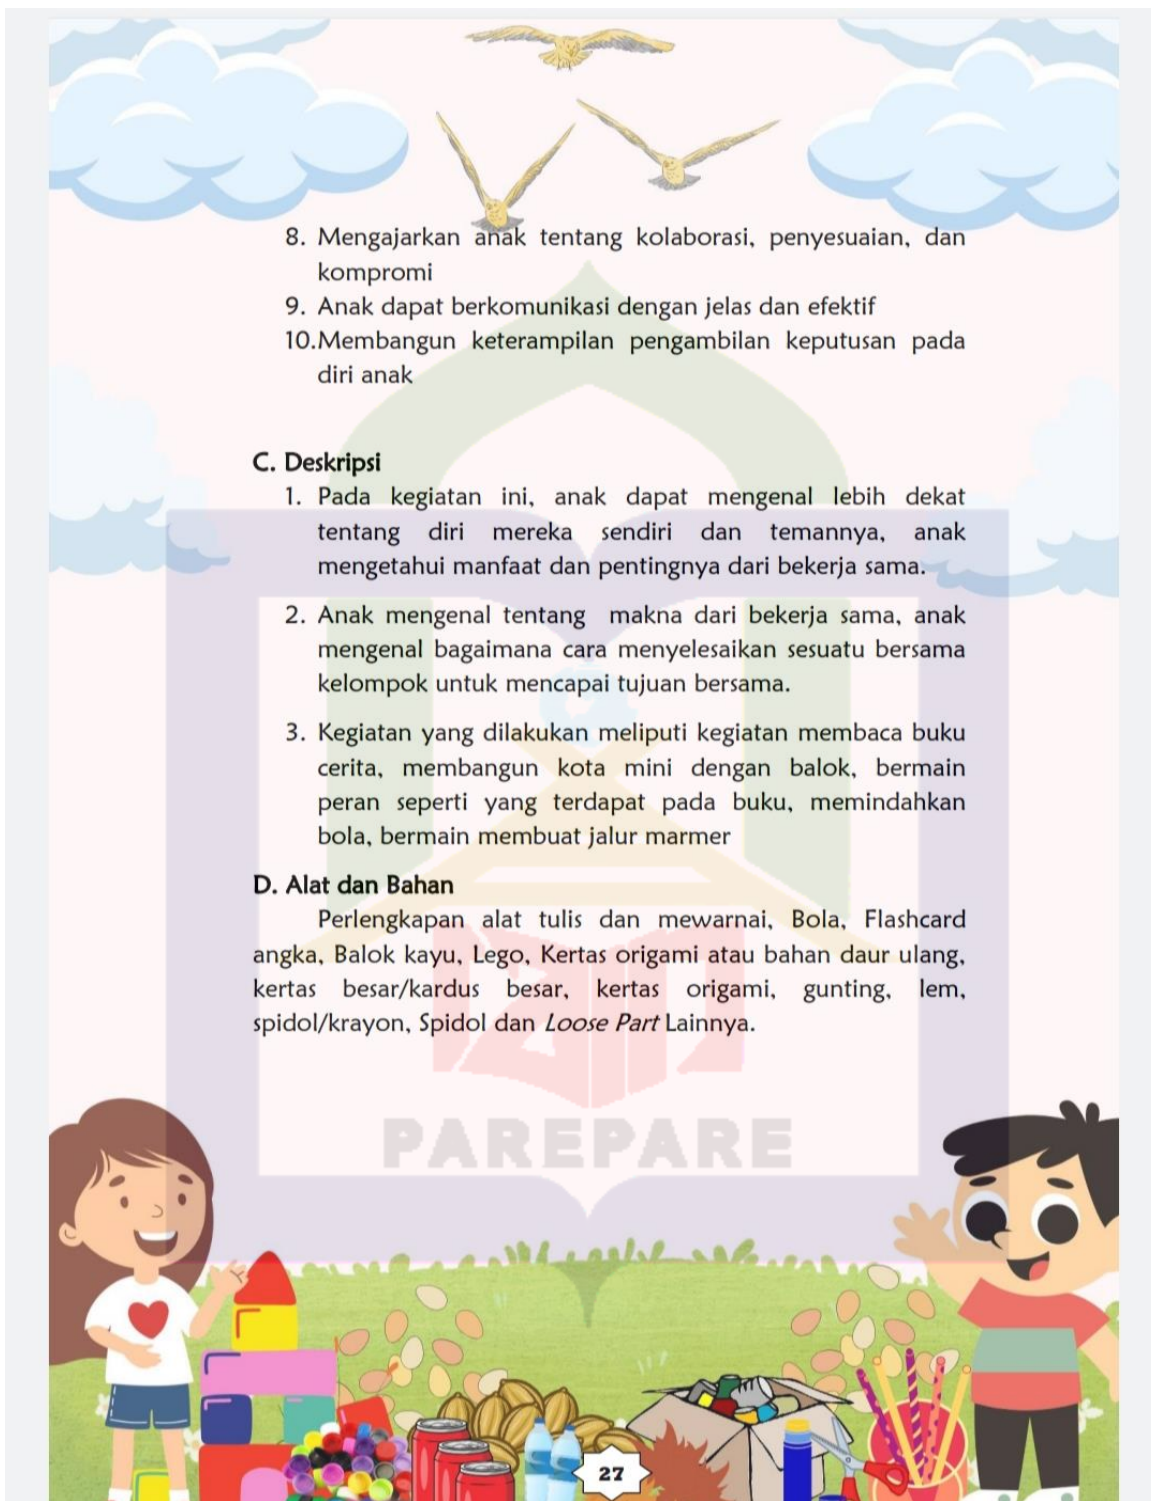 8. Mengajarkan anak tentang kolaborasi, penyesuaian, dan
kompromi
9. Anak dapat berkomunikasi dengan jelas dan efektif
10.Membangun keterampilan pengambilan keputusan pada
diri anak
C. Deskripsi
1. Pada kegiatan ini, anak dapat mengenal lebih dekat
tentang diri mereka sendiri dan temannya, anak
mengetahui manfaat dan pentingnya dari bekerja sama.
2. Anak mengenal tentang makna dari bekerja sama, anak
mengenal bagaimana cara menyelesaikan sesuatu bersama
kelompok untuk mencapai tujuan bersama.
3. Kegiatan yang dilakukan meliputi kegiatan membaca buku
cerita, membangun kota mini dengan balok, bermain
peran seperti yang terdapat pada buku, memindahkan
bola, bermain membuat jalur marmer
D. Alat dan Bahan
Perlengkapan alat tulis dan mewarnai, Bola, Flashcard
angka, Balok kayu, Lego, Kertas origami atau bahan daur ulang,
kertas besar/kardus besar, kertas origami, gunting, lem,
spidol/krayon, Spidol dan Loose Part Lainnya.
PAREPARE
27